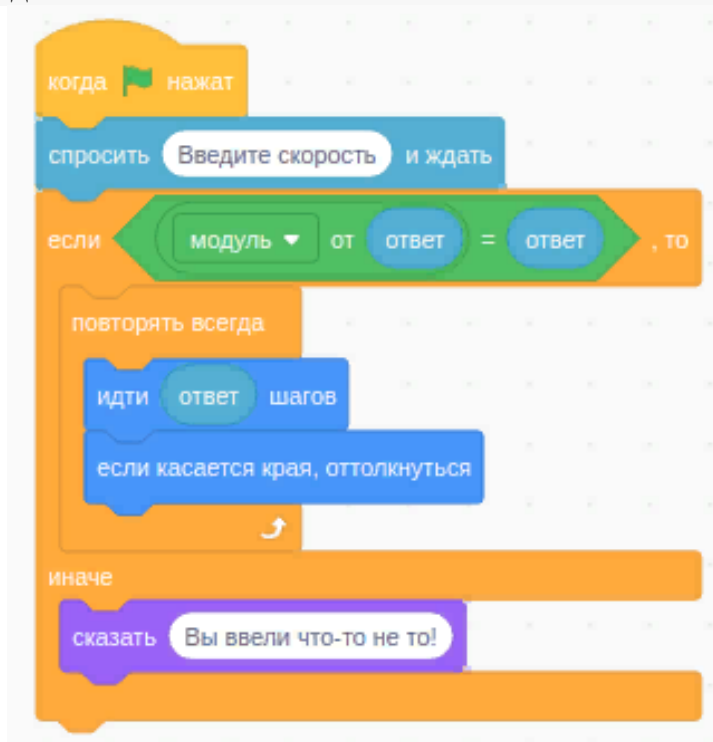 когда нажат
спросить Введите скорость и ждать
если модуль от ответ = ответ , то
повторять всегда
идти ответ шагов
если касается края, оттолкнуться
иначе
сказать Вы ввели что-то не то!